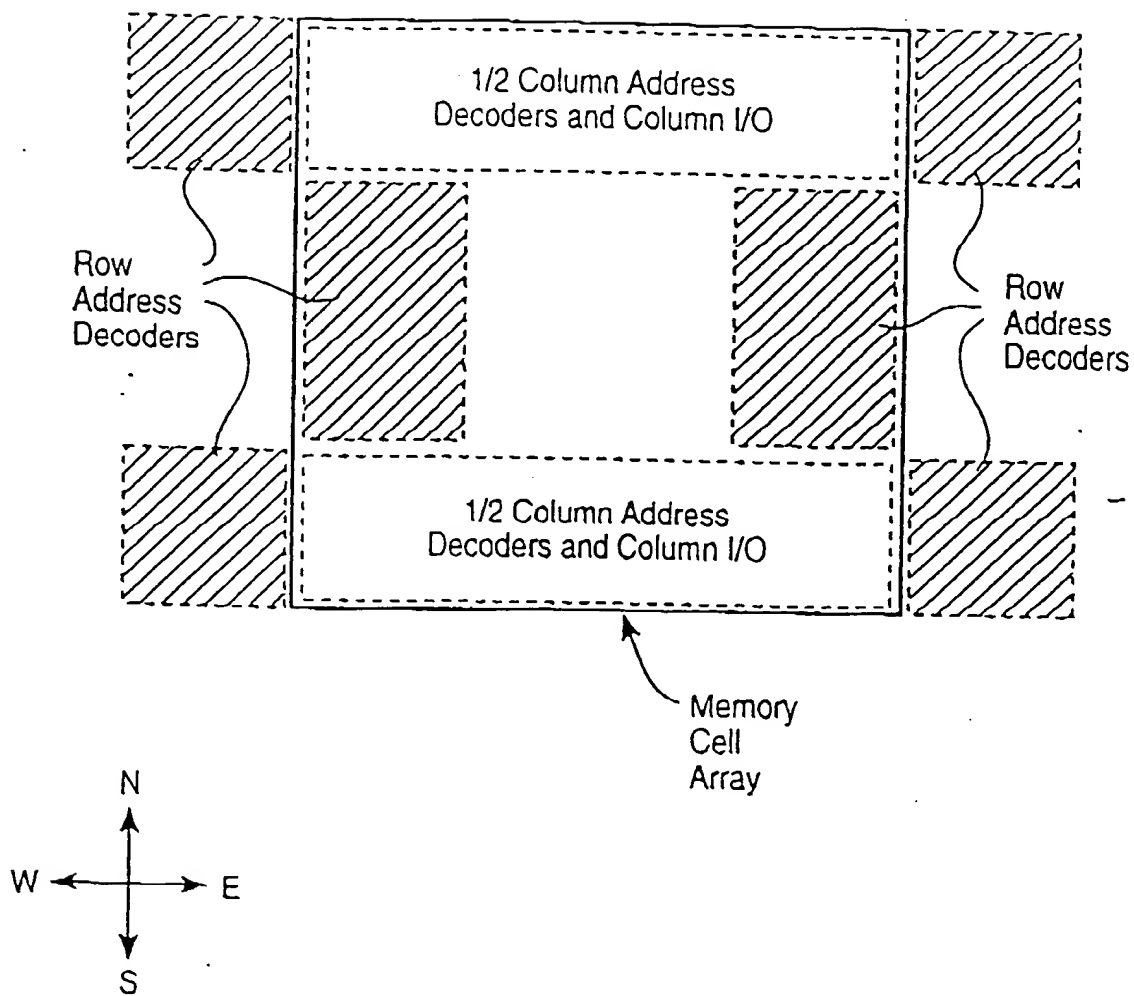 1/2 Column Address
Decoders and Column I/O
Row
Address
Decoders
Row
Address
Decoders
1/2 Column Address
Decoders and Column I/O
Memory
Cell
Array
N
W
E
S